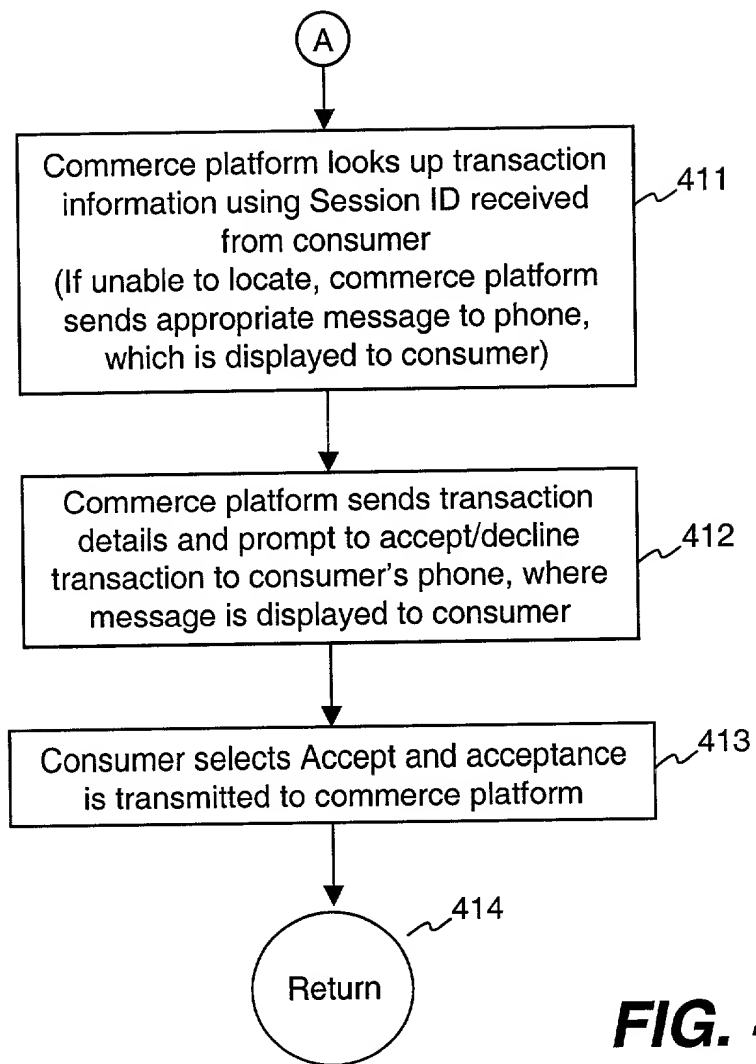 A
Commerce platform looks up transaction
information using Session ID received
from consumer
(If unable to locate, commerce platform
sends appropriate message to phone,
which is displayed to consumer)
411
Commerce platform sends transaction
details and prompt to accept/decline
transaction to consumer's phone, where
message is displayed to consumer
412
Consumer selects Accept and acceptance
is transmitted to commerce platform
413
414
Return
FIG.